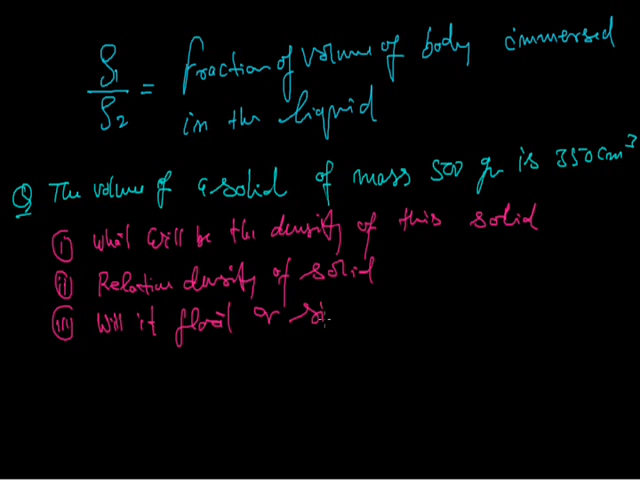 ρ1/ρ2 = fraction of volume of body immersed
in the liquid
Q The volume of a solid of mass 500 gm is 350 cm³
(i) What will be the density of this solid
(ii) Relative density of solid
(iii) Will it float or si